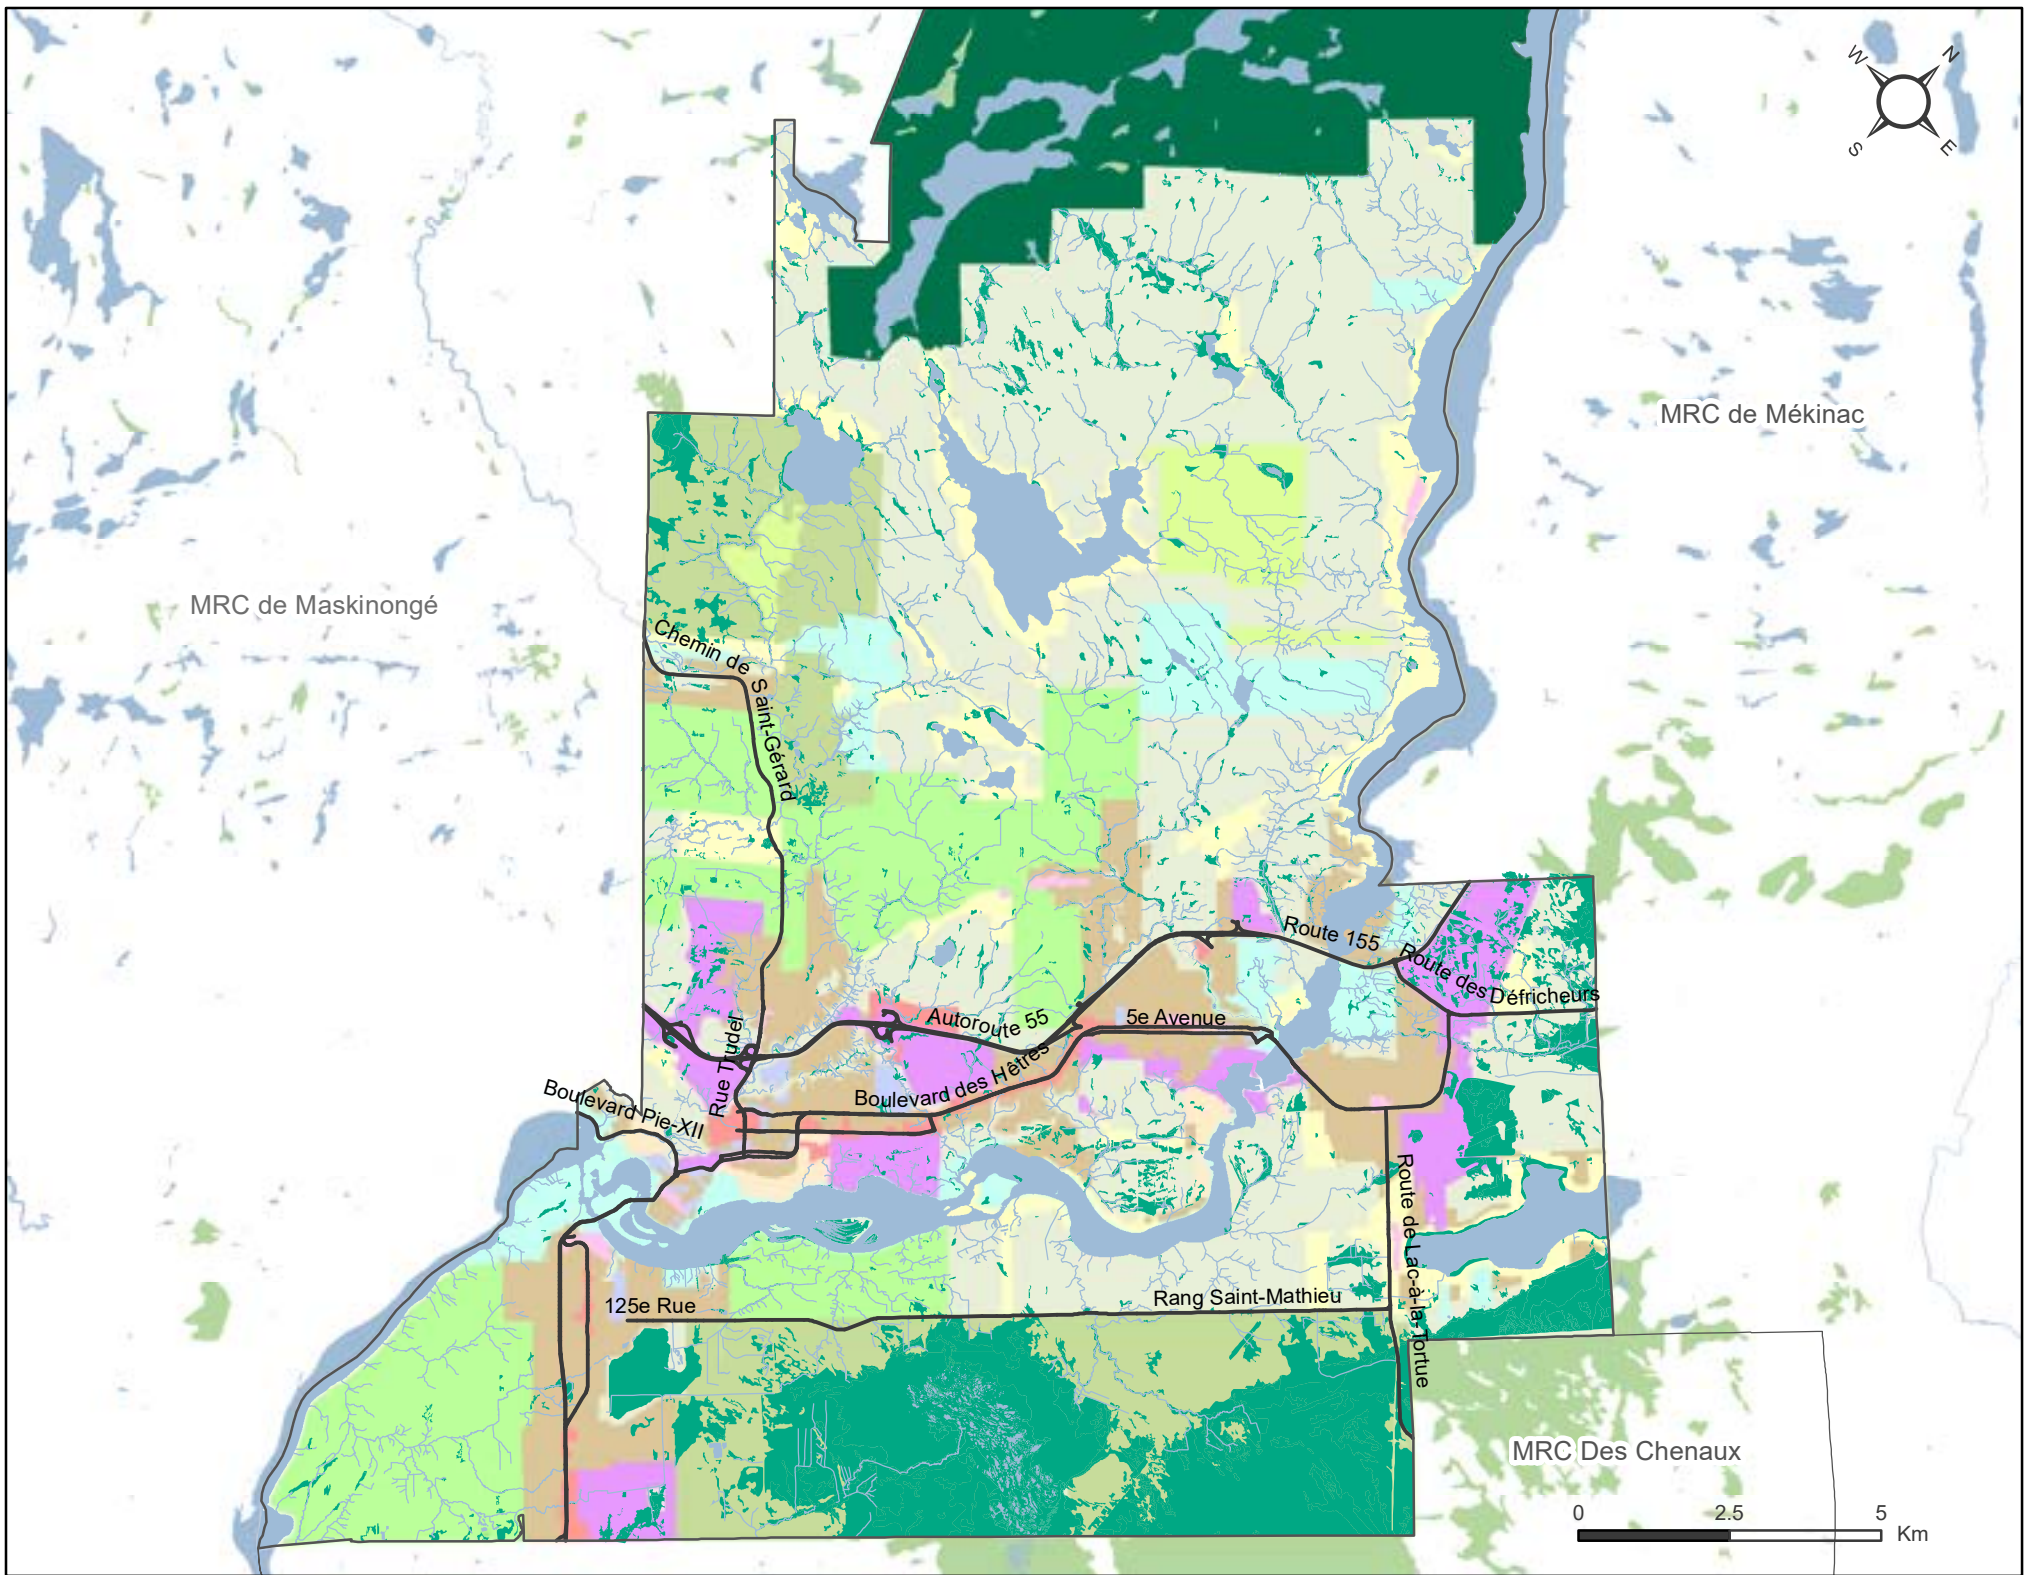 W
N
S
E
MRC de Mékinac
MRC de Maskinongé
Chemin de Saint-Gérard
Route 155
Route des Défricheurs
Autoroute 55
5e Avenue
Rue Trudel
Boulevard des Hêtres
Boulevard Pie-XII
Route de Lac-à-la-Tortue
125e Rue
Rang Saint-Mathieu
MRC Des Chenaux
0 2.5 5
Km